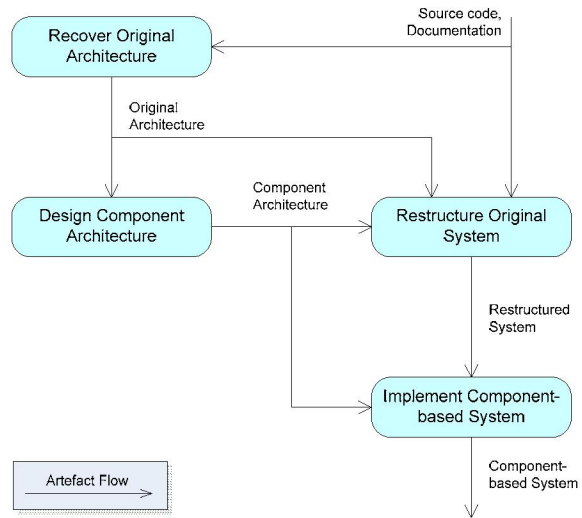 Source code,
Documentation
Recover Original
Architecture
Original
Architecture
Component
Architecture
Design Component
Architecture
Restructure Original
System
Restructured
System
Implement Component-
based System
Component-
based System
Artefact Flow